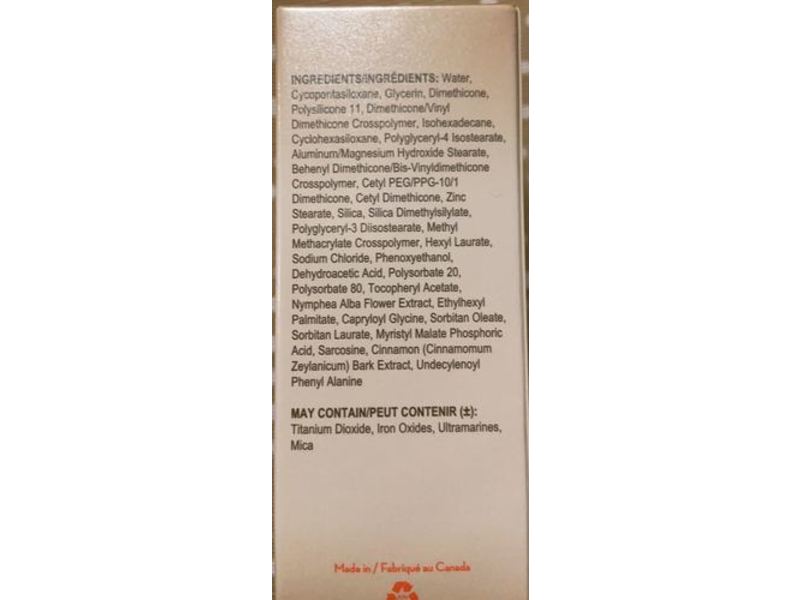 INGREDIENTS/INGRÉDIENTS: Water,
Cycopentasiloxane, Glycerin, Dimethicone,
Polysilicone 11, Dimethicone/Vinyl
Dimethicone Crosspolymer, Isohexadecane,
Cyclohexasiloxane, Polyglyceryl-4 Isostearate,
Aluminum/Magnesium Hydroxide Stearate,
Behenyl Dimethicone/Bis-Vinyldimethicone
Crosspolymer, Cetyl PEG/PPG-10/1
Dimethicone, Cetyl Dimethicone, Zinc
Stearate, Silica, Silica Dimethylsilylate,
Polyglyceryl-3 Diisostearate, Methyl
Methacrylate Crosspolymer, Hexyl Laurate,
Sodium Chloride, Phenoxyethanol,
Dehydroacetic Acid, Polysorbate 20,
Polysorbate 80, Tocopheryl Acetate,
Nymphea Alba Flower Extract, Ethylhexyl
Palmitate, Capryloyl Glycine, Sorbitan Oleate,
Sorbitan Laurate, Myristyl Malate Phosphoric
Acid, Sarcosine, Cinnamon (Cinnamomum
Zeylanicum) Bark Extract, Undecylenoyl
Phenyl Alanine
MAY CONTAIN/PEUT CONTENIR (±):
Titanium Dioxide, Iron Oxides, Ultramarines,
Mica
Made in / Fabriqué au Canada